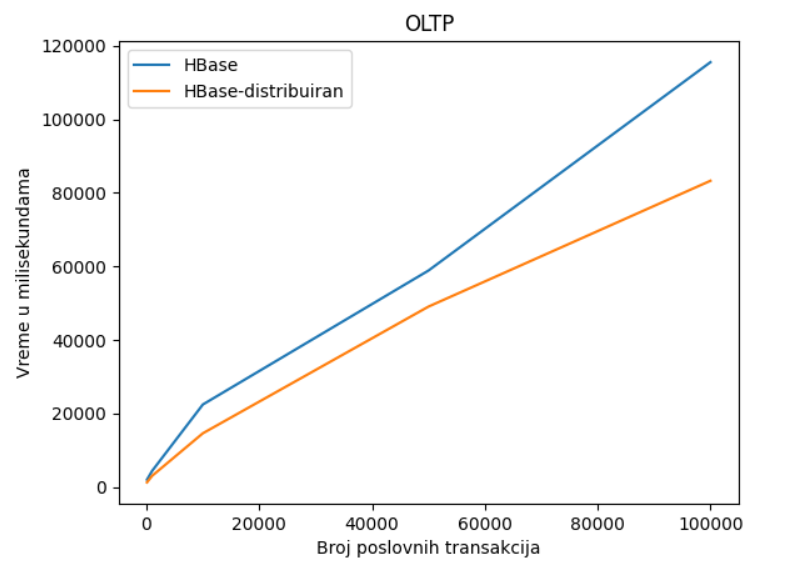 OLTP
HBase
HBase-distribuiran
Vreme u milisekundama
120000
100000
80000
60000
40000
20000
0
0 20000 40000 60000 80000 100000
Broj poslovnih transakcija